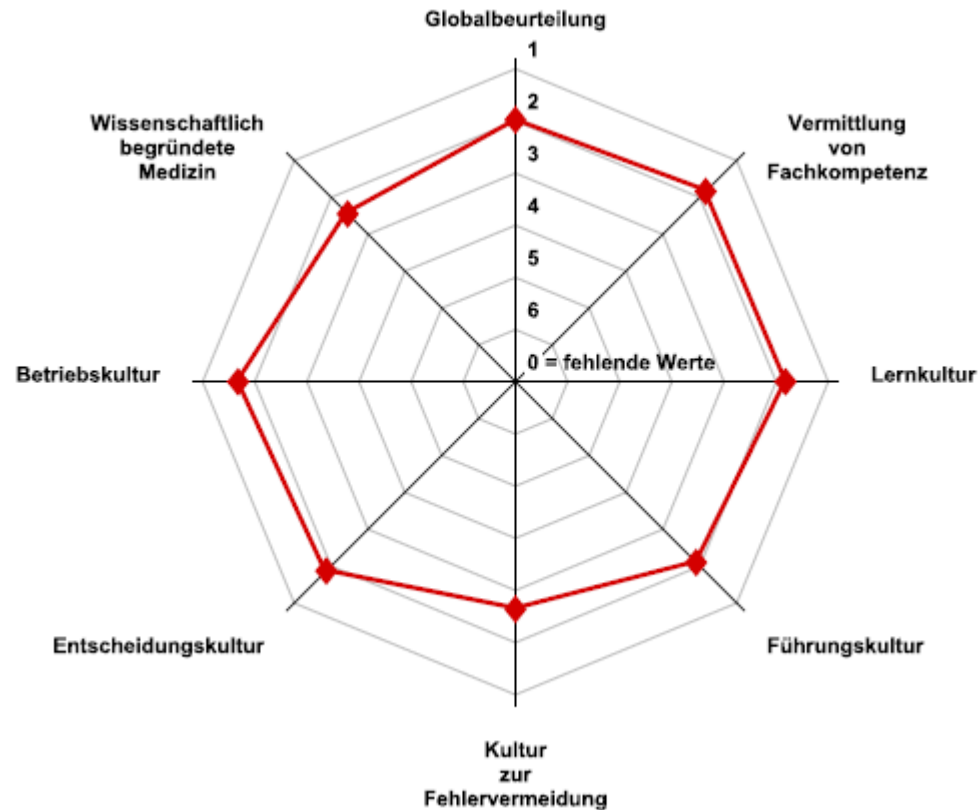 Globalbeurteilung
1
2
3
4
5
6
0 = fehlende Werte
Wissenschaftlich
begründete
Medizin
Vermittlung
von
Fachkompetenz
Betriebskultur
Lernkultur
Entscheidungskultur
Führungskultur
Kultur
zur
Fehlervermeidung